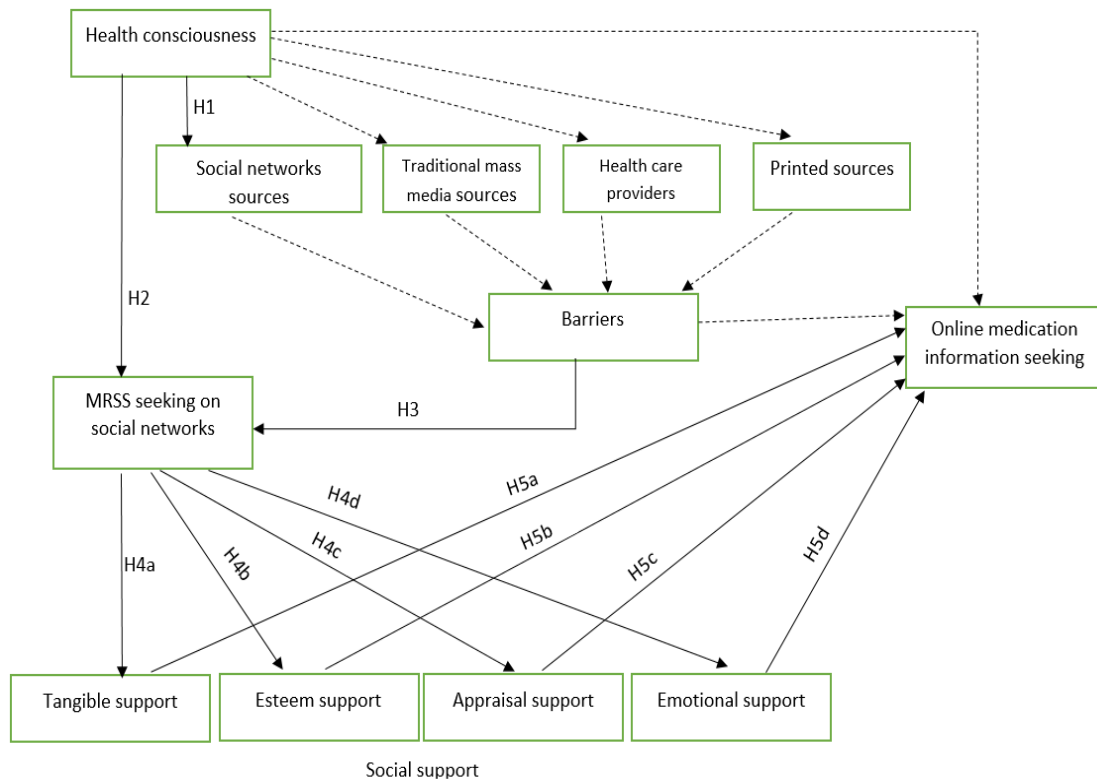 Health consciousness
H1
Social networks
sources
Traditional mass
media sources
Health care
providers
Printed sources
H2
Barriers
Online medication
information seeking
MRSS seeking on
social networks
H3
H4a
H4b
H4c
H4d
H5a
H5b
H5c
H5d
Tangible support
Esteem support
Appraisal support
Emotional support
Social support